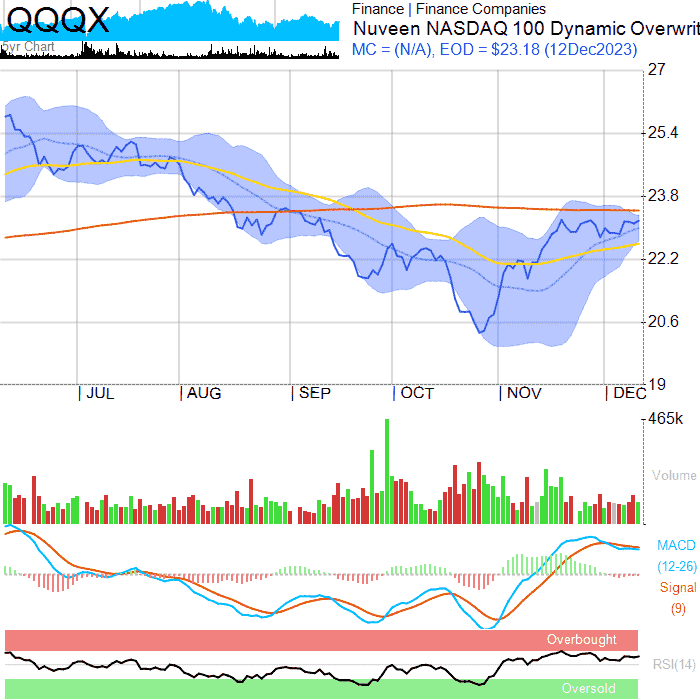 QQQX
5yr Chart
Finance | Finance Companies
Nuveen NASDAQ 100 Dynamic Overwrit
MC = (N/A), EOD = $23.18 (12Dec2023)
27
25.4
23.8
22.2
20.6
19
JUL AUG SEP OCT NOV DEC
465k
Volume
MACD
(12-26)
Signal
(9)
Overbought
RSI(14)
Oversold